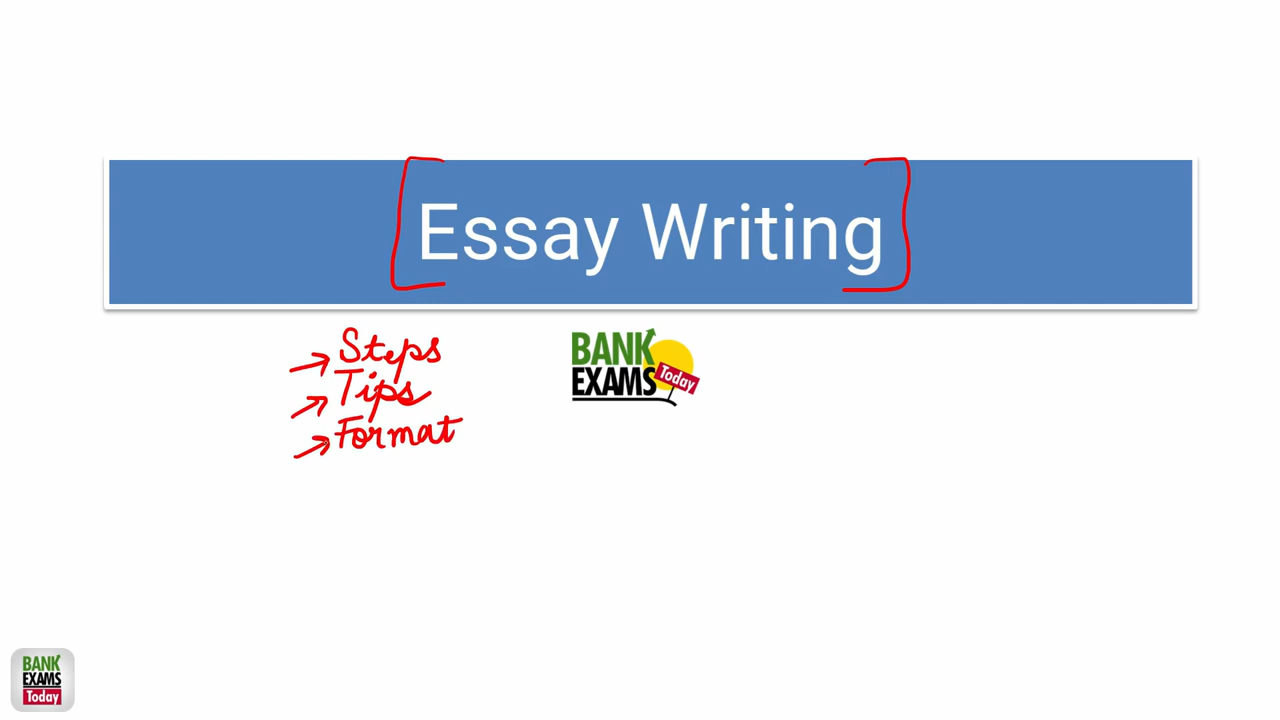 Essay Writing
Steps
Tips
Format
BANK
EXAMS
Today
BANK
EXAMS
Today